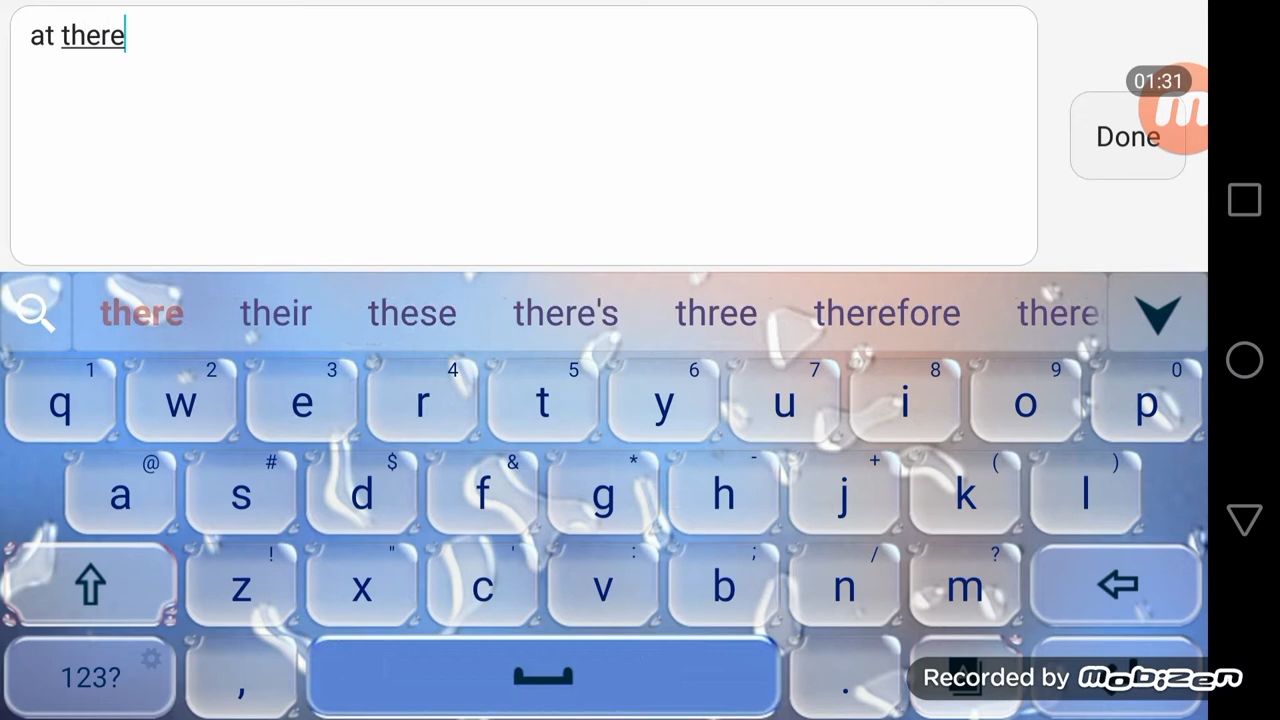 at there
01:31
Done
there their these there's three therefore there
1 2 3 4 5 6 7 8 9 0
q w e r t y u i o p
@ # $ & * - + ( )
a s d f g h j k l
! " ' : ; / ?
z x c v b n m
123? , .
Recorded by mobizen